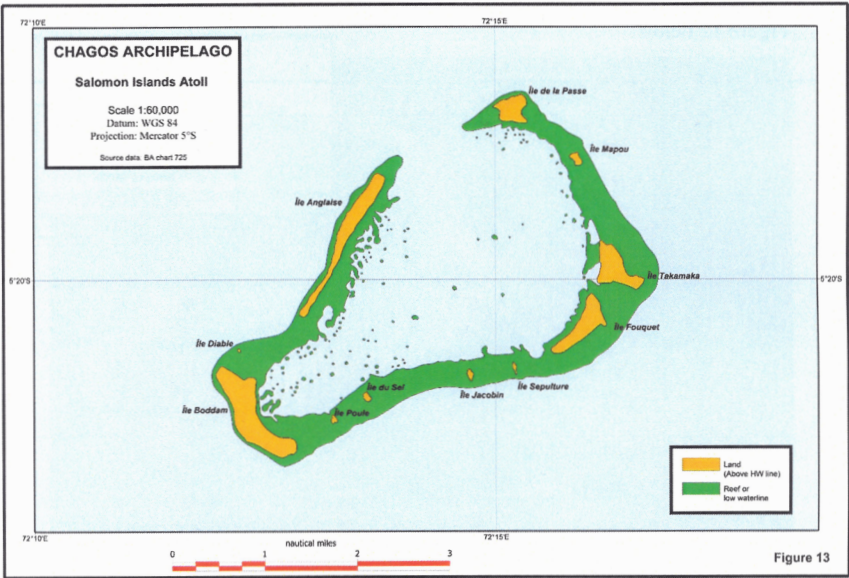 72°10'E
72°15'E
CHAGOS ARCHIPELAGO
Salomon Islands Atoll
Scale 1:60,000
Datum: WGS 84
Projection: Mercator 5°S
Source data: BA chart 725
Île de la Passe
Île Mapou
Île Anglaise
5°20'S
5°20'S
Île Takamaka
Île Fouquet
Île Diable
Île du Sel
Île Jacobin
Île Sepulture
Île Boddam
Île Poule
Land
(Above HW line)
Reef or
low waterline
72°10'E
72°15'E
nautical miles
0 1 2 3
Figure 13